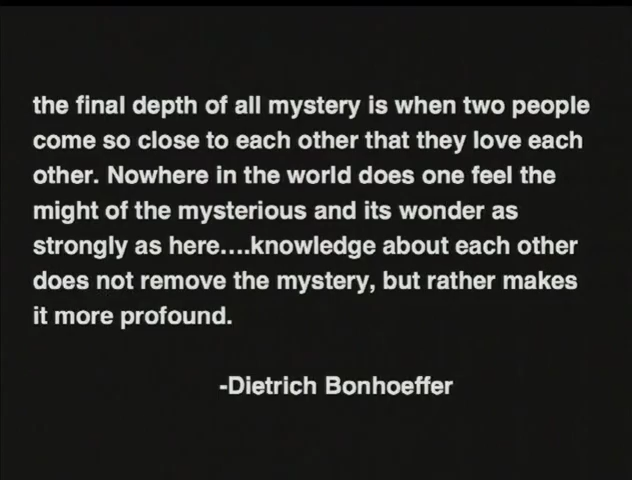 the final depth of all mystery is when two people
come so close to each other that they love each
other. Nowhere in the world does one feel the
might of the mysterious and its wonder as
strongly as here....knowledge about each other
does not remove the mystery, but rather makes
it more profound.
-Dietrich Bonhoeffer